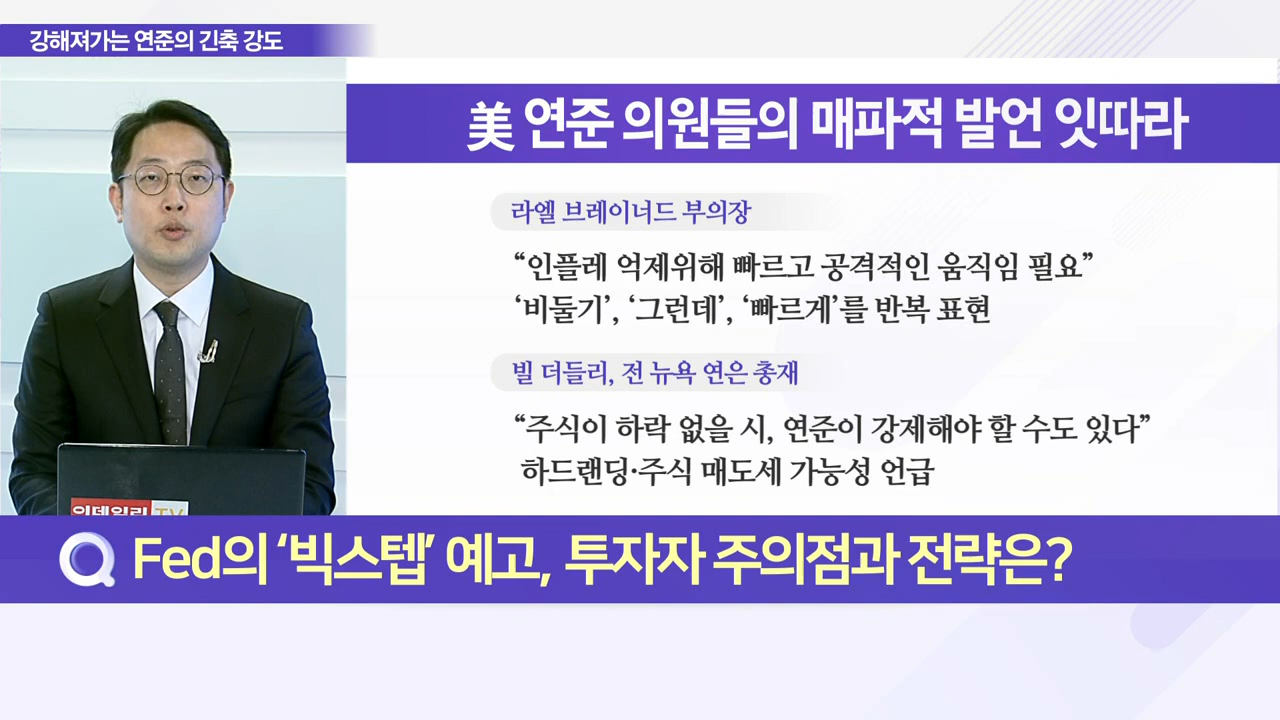 강해져가는 연준의 긴축 강도
美 연준 의원들의 매파적 발언 잇따라
라엘 브레이너드 부의장
“인플레 억제위해 빠르고 공격적인 움직임 필요”
‘비둘기’, ‘그런데’, ‘빠르게’를 반복 표현
빌 더들리, 전 뉴욕 연은 총재
“주식이 하락 없을 시, 연준이 강제해야 할 수도 있다”
하드랜딩·주식 매도세 가능성 언급
이데일리 TV
Fed의 ‘빅스텝’ 예고, 투자자 주의점과 전략은?